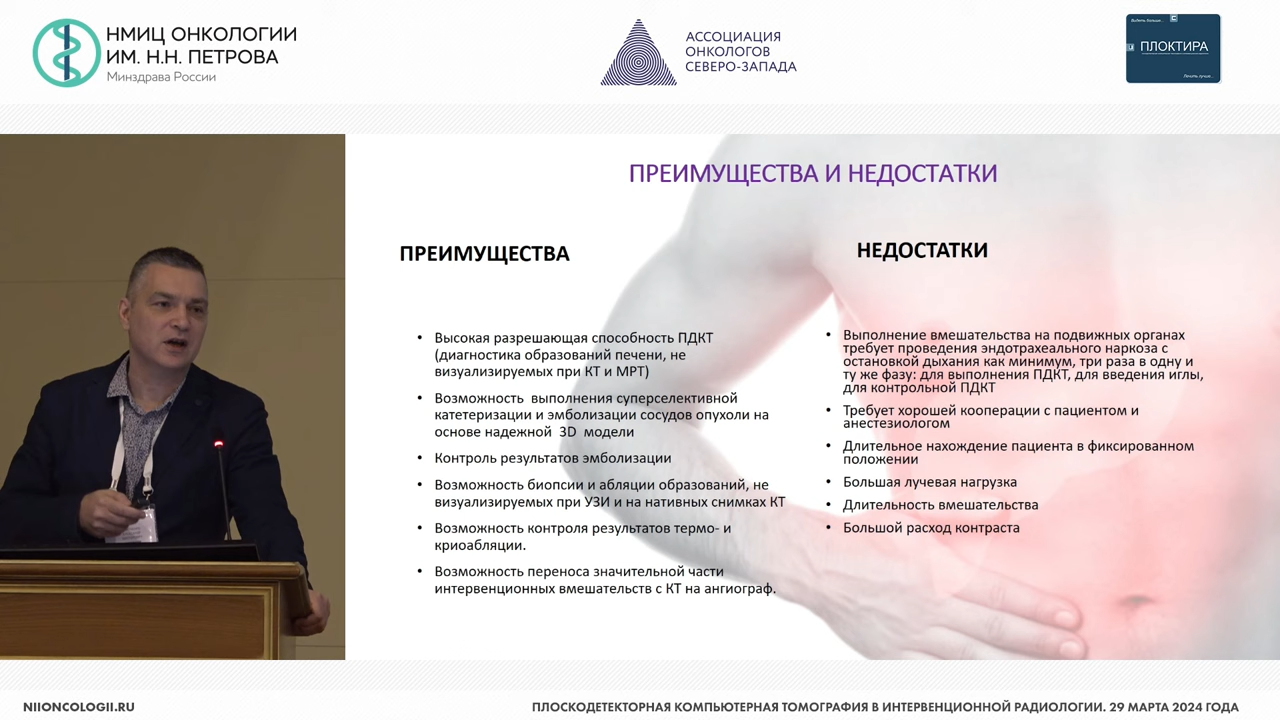 НМИЦ ОНКОЛОГИИ
ИМ. Н.Н. ПЕТРОВА
Минздрава России
АССОЦИАЦИЯ
ОНКОЛОГОВ
СЕВЕРО-ЗАПАДА
ПЛОКТИРА
ПРЕИМУЩЕСТВА И НЕДОСТАТКИ
ПРЕИМУЩЕСТВА
• Высокая разрешающая способность ПДКТ
(диагностика образований печени, не
визуализируемых при КТ и МРТ)
• Возможность выполнения суперселективной
катетеризации и эмболизации сосудов опухоли на
основе надежной 3D модели
• Контроль результатов эмболизации
• Возможность биопсии и абляции образований, не
визуализируемых при УЗИ и на нативных снимках КТ
• Возможность контроля результатов термо- и
криоабляции.
• Возможность переноса значительной части
интервенционных вмешательств с КТ на ангиограф.
НЕДОСТАТКИ
• Выполнение вмешательства на подвижных органах
требует проведения эндотрахеального наркоза с
остановкой дыхания как минимум, три раза в одну и
ту же фазу: для выполнения ПДКТ, для введения иглы,
для контрольной ПДКТ
• Требует хорошей кооперации с пациентом и
анестезиологом
• Длительное нахождение пациента в фиксированном
положении
• Большая лучевая нагрузка
• Длительность вмешательства
• Большой расход контраста
NIIONCOLOGII.RU
ПЛОСКОДЕТЕКТОРНАЯ КОМПЬЮТЕРНАЯ ТОМОГРАФИЯ В ИНТЕРВЕНЦИОННОЙ РАДИОЛОГИИ. 29 МАРТА 2024 ГОДА